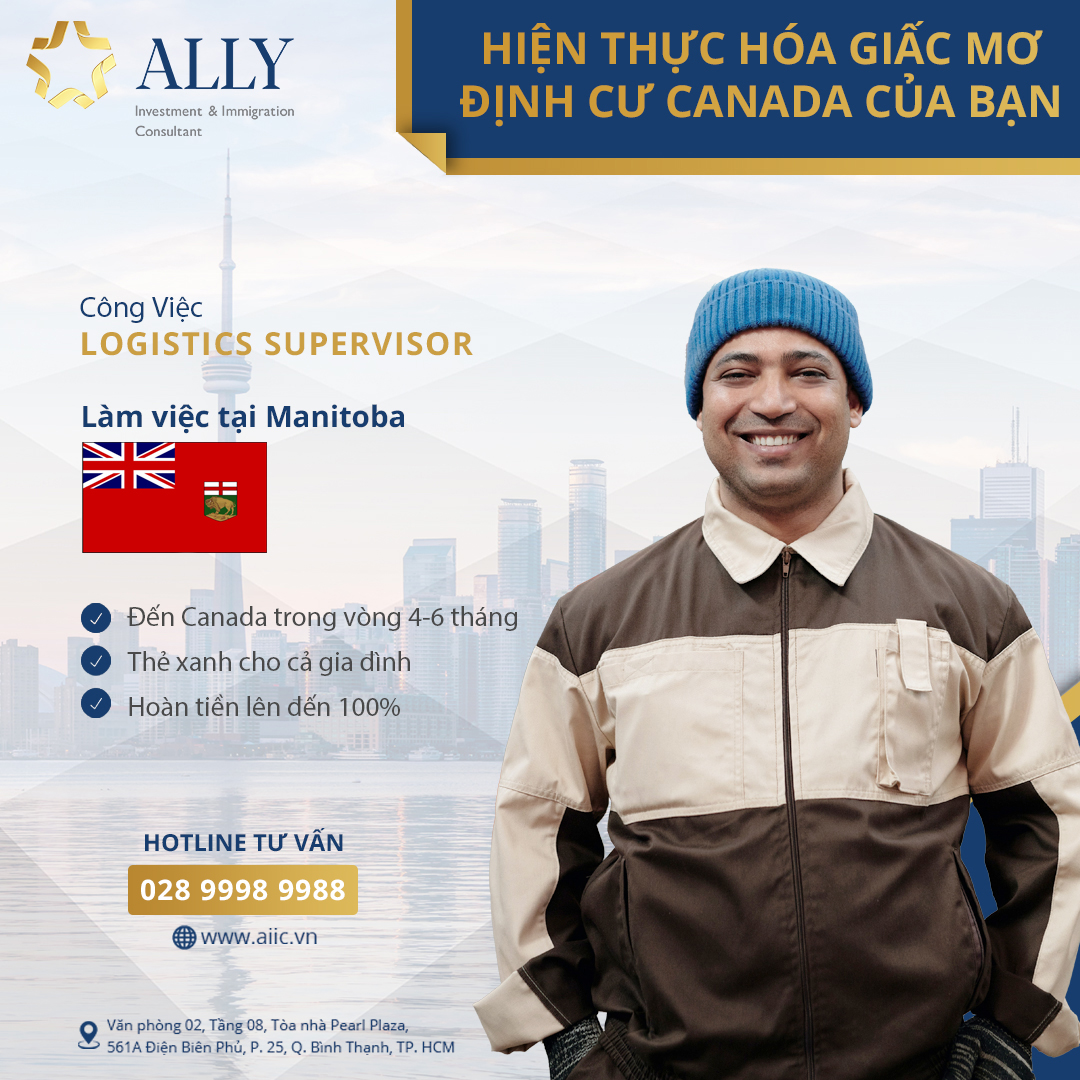 ALLY
Investment & Immigration
Consultant
HIỆN THỰC HÓA GIẤC MƠ
ĐỊNH CƯ CANADA CỦA BẠN
Công Việc
LOGISTICS SUPERVISOR
Làm việc tại Manitoba
Đến Canada trong vòng 4-6 tháng
Thẻ xanh cho cả gia đình
Hoàn tiền lên đến 100%
HOTLINE TƯ VẤN
028 9998 9988
www.aiic.vn
Văn phòng 02, Tầng 08, Tòa nhà Pearl Plaza,
561A Điện Biên Phủ, P. 25, Q. Bình Thạnh, TP. HCM